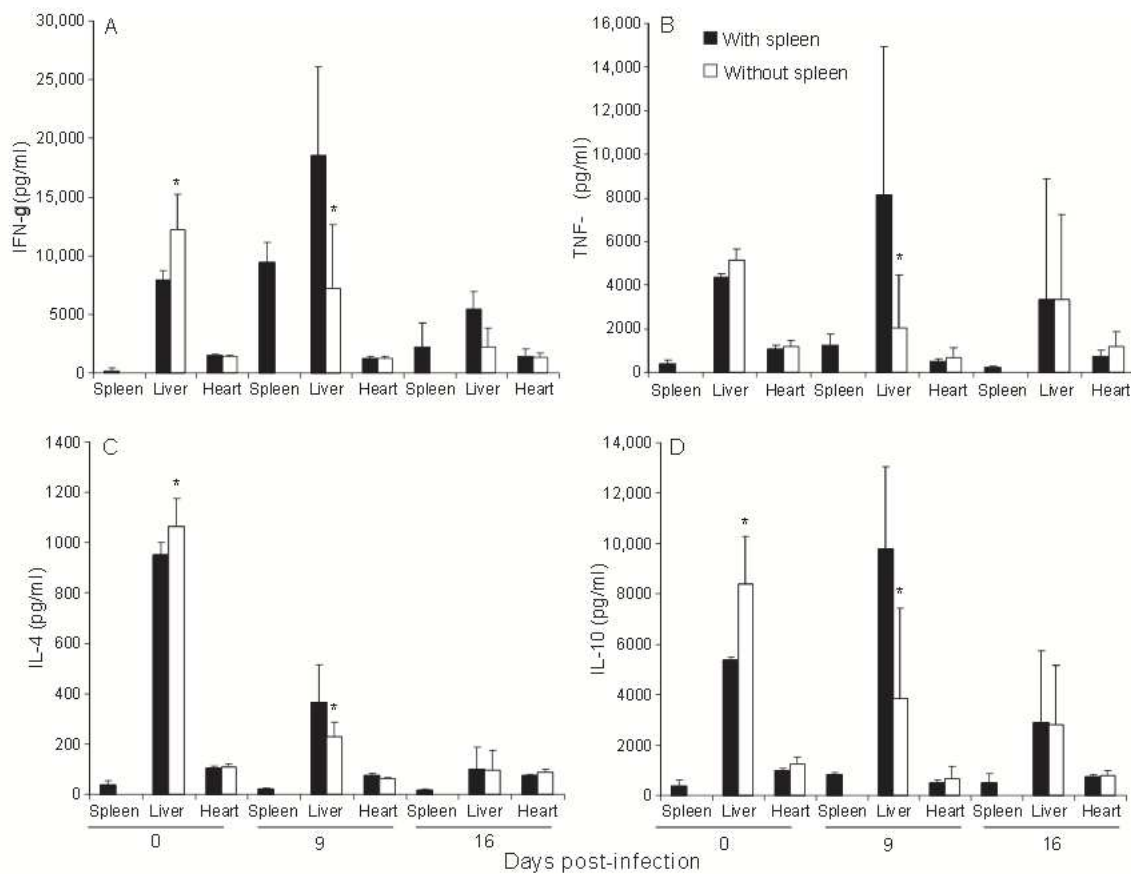 A
30,000
25,000
20,000
15,000
10,000
5000
0
IFN-g (pg/ml)
*
*
Spleen Liver Heart Spleen Liver Heart Spleen Liver Heart
B
With spleen
Without spleen
16,000
14,000
12,000
10,000
8000
6000
4000
2000
0
TNF- (pg/ml)
*
Spleen Liver Heart Spleen Liver Heart Spleen Liver Heart
C
1400
1200
1000
800
600
400
200
0
IL-4 (pg/ml)
*
*
Spleen Liver Heart Spleen Liver Heart Spleen Liver Heart
0 9 16
D
14,000
12,000
10,000
8000
6000
4000
2000
0
IL-10 (pg/ml)
*
*
Spleen Liver Heart Spleen Liver Heart Spleen Liver Heart
0 9 16
Days post-infection